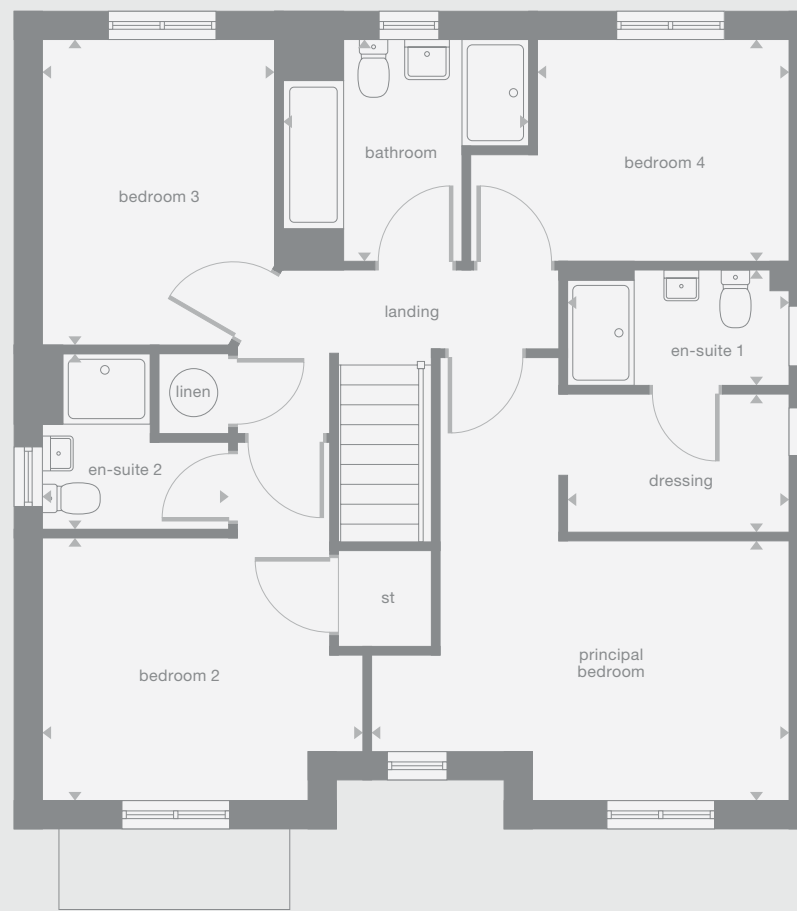 bathroom
bedroom 4
bedroom 3
landing
en-suite 1
linen
en-suite 2
dressing
st
principal
bedroom
bedroom 2